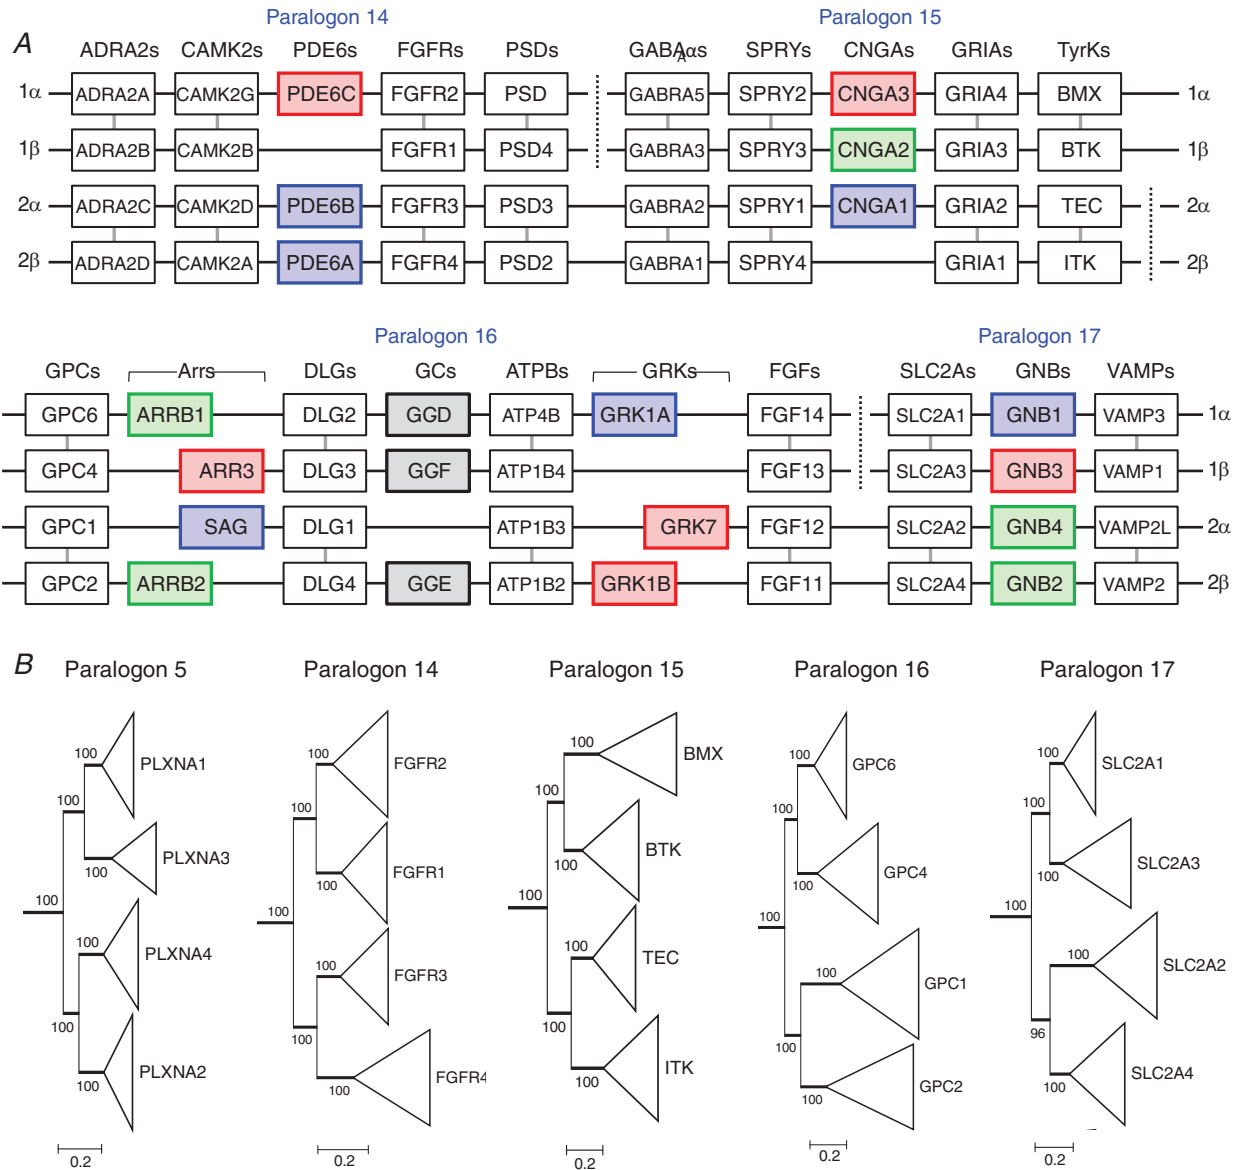 A
Paralogon 14 Paralogon 15
ADRA2s CAMK2s PDE6s FGFRs PSDs GABAAαs SPRYs CNGAs GRIAs TyrKs
1α ADRA2A CAMK2G PDE6C FGFR2 PSD GABRA5 SPRY2 CNGA3 GRIA4 BMX 1α
1β ADRA2B CAMK2B FGFR1 PSD4 GABRA3 SPRY3 CNGA2 GRIA3 BTK 1β
2α ADRA2C CAMK2D PDE6B FGFR3 PSD3 GABRA2 SPRY1 CNGA1 GRIA2 TEC 2α
2β ADRA2D CAMK2A PDE6A FGFR4 PSD2 GABRA1 SPRY4 GRIA1 ITK 2β
Paralogon 16 Paralogon 17
GPCs Arrs DLGs GCs ATPBs GRKs FGFs SLC2As GNBs VAMPs
GPC6 ARRB1 DLG2 GGD ATP4B GRK1A FGF14 SLC2A1 GNB1 VAMP3 1α
GPC4 ARR3 DLG3 GGF ATP1B4 FGF13 SLC2A3 GNB3 VAMP1 1β
GPC1 SAG DLG1 ATP1B3 GRK7 FGF12 SLC2A2 GNB4 VAMP2L 2α
GPC2 ARRB2 DLG4 GGE ATP1B2 GRK1B FGF11 SLC2A4 GNB2 VAMP2 2β
B
Paralogon 5
100 PLXNA1
100
100 PLXNA3
100
100 PLXNA4
100
100 PLXNA2
0.2
Paralogon 14
100 FGFR2
100
100 FGFR1
100
100 FGFR3
100
100 FGFR4
0.2
Paralogon 15
100 BMX
100
100 BTK
100
100 TEC
100
100 ITK
0.2
Paralogon 16
100 GPC6
100
100 GPC4
100
100 GPC1
100
100 GPC2
0.2
Paralogon 17
100 SLC2A1
100
100 SLC2A3
100
100 SLC2A2
96
100 SLC2A4
0.2